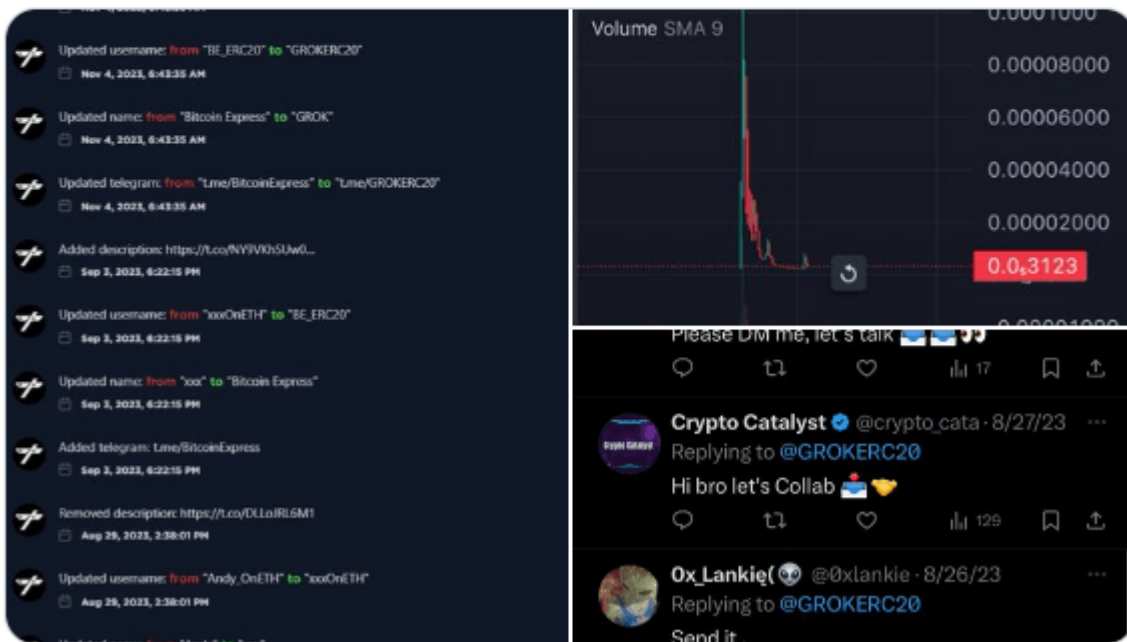 Updated username: from "BE_ERC20" to "GROKERC20"
Nov 4, 2023, 6:43:35 AM
Updated name: from "Bitcoin Express" to "GROK"
Nov 4, 2023, 6:43:35 AM
Updated telegram: from "t.me/BitcoinExpress" to "t.me/GROKERC20"
Nov 4, 2023, 6:43:35 AM
Added description: https://t.co/NY9VKh5Uw0...
Sep 3, 2023, 6:22:15 PM
Updated username: from "xxxOnETH" to "BE_ERC20"
Sep 3, 2023, 6:22:15 PM
Updated name: from "xxx" to "Bitcoin Express"
Sep 3, 2023, 6:22:15 PM
Added telegram: t.me/BitcoinExpress
Sep 3, 2023, 6:22:15 PM
Removed description: https://t.co/DLLoJRL6M1
Aug 29, 2023, 2:38:01 PM
Updated username: from "Andy_OnETH" to "xxxOnETH"
Aug 29, 2023, 2:38:01 PM
Volume SMA 9
0.0001000
0.00008000
0.00006000
0.00004000
0.00002000
0.0₅3123
Please DM me, let's talk
17
Crypto Catalyst @crypto_cata · 8/27/23
Replying to @GROKERC20
Hi bro let's Collab
129
0x_Lankię( @0xlankie · 8/26/23
Replying to @GROKERC20
Send it